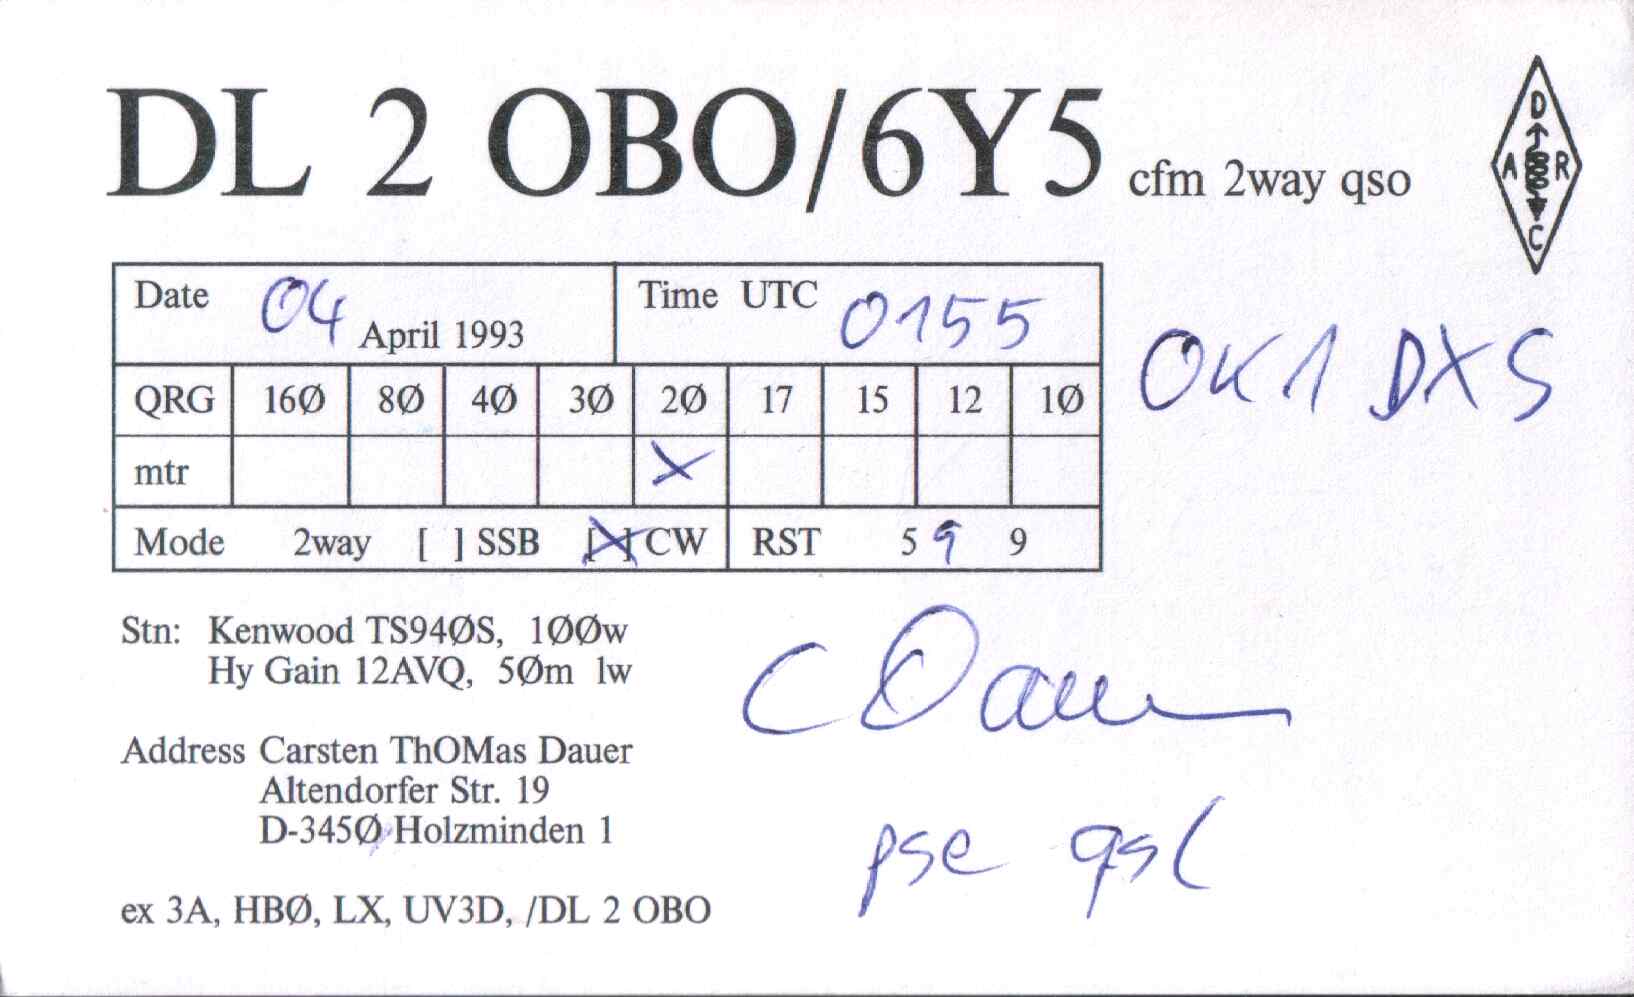 DL 2 OBO/6Y5 cfm 2way qso
D
A R
C
Date 04 April 1993 Time UTC 0155
OK1DXS
QRG 16Ø 8Ø 4Ø 3Ø 2Ø 17 15 12 1Ø
mtr X
Mode 2way [ ] SSB [X] CW RST 5 9 9
Stn: Kenwood TS94ØS, 1ØØw
Hy Gain 12AVQ, 5Øm lw
C Dauer
Address Carsten ThOMas Dauer
Altendorfer Str. 19
D-345Ø Holzminden 1
pse qsl
ex 3A, HBØ, LX, UV3D, /DL 2 OBO